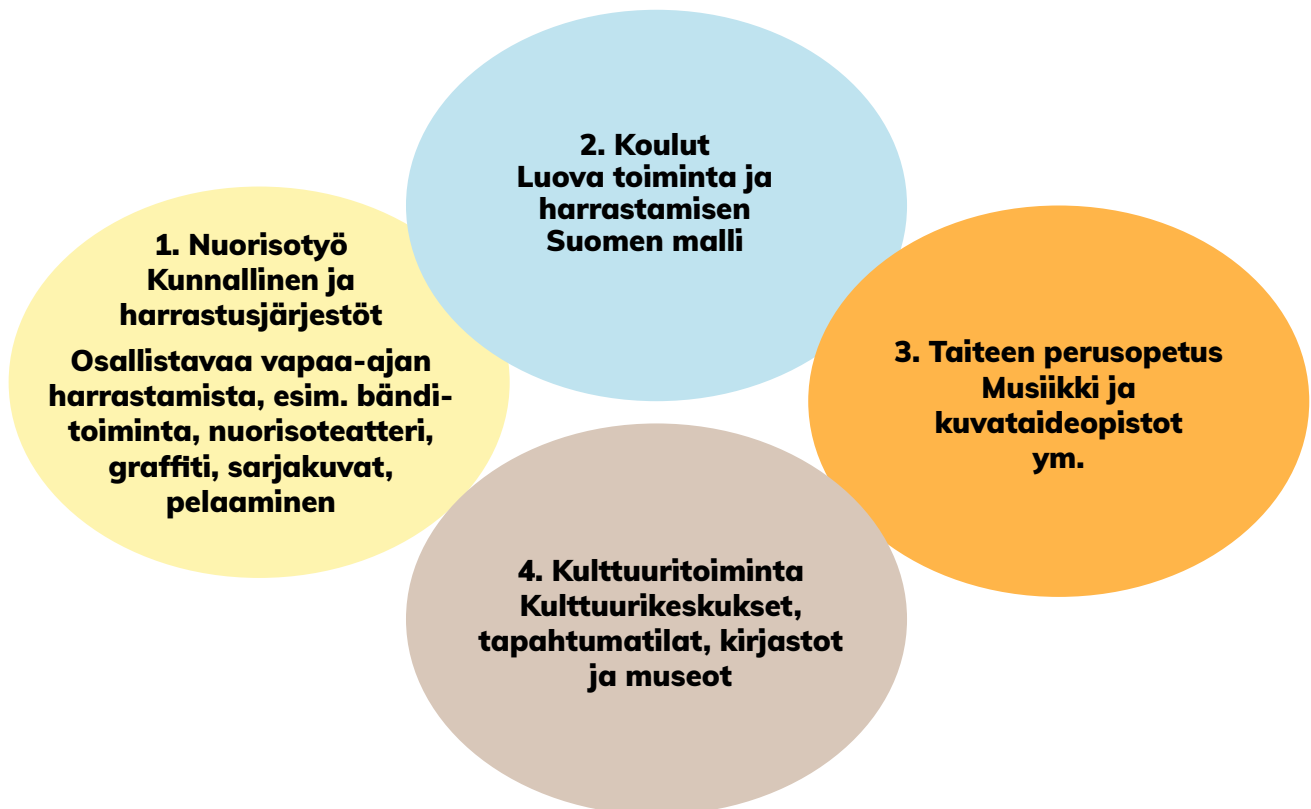 1. Nuorisotyö
Kunnallinen ja
harrastusjärjestöt
Osallistavaa vapaa-ajan
harrastamista, esim. bändi-
toiminta, nuorisoteatteri,
graffiti, sarjakuvat,
pelaaminen
2. Koulut
Luova toiminta ja
harrastamisen
Suomen malli
3. Taiteen perusopetus
Musiikki ja
kuvataideopistot
ym.
4. Kulttuuritoiminta
Kulttuurikeskukset,
tapahtumatilat, kirjastot
ja museot